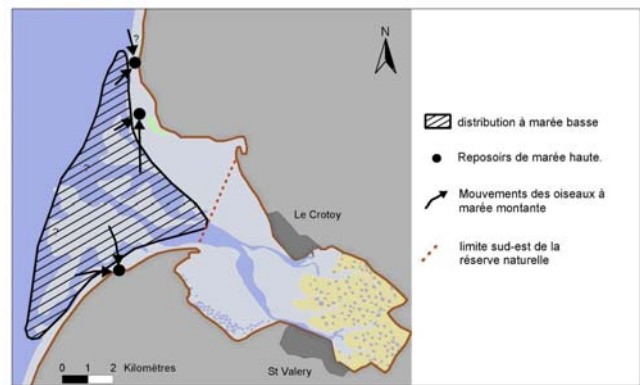 ?
N
?
?
Le Crotoy
St Valery
0 1 2 Kilomètres
distribution à marée basse
Reposoirs de marée haute.
Mouvements des oiseaux à
marée montante
limite sud-est de la
réserve naturelle